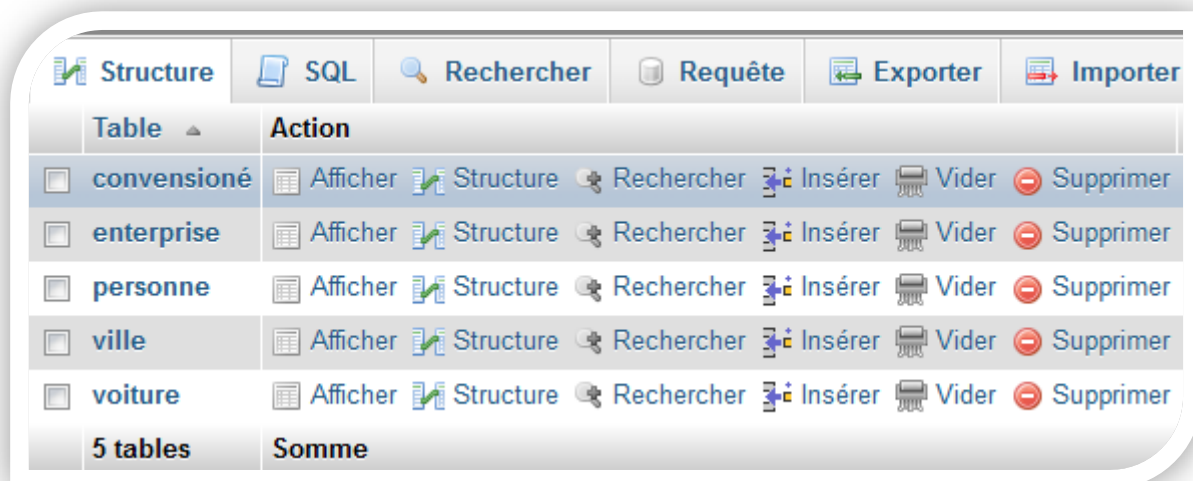 Structure SQL Rechercher Requête Exporter Importer
Table Action
convensioné Afficher Structure Rechercher Insérer Vider Supprimer
enterprise Afficher Structure Rechercher Insérer Vider Supprimer
personne Afficher Structure Rechercher Insérer Vider Supprimer
ville Afficher Structure Rechercher Insérer Vider Supprimer
voiture Afficher Structure Rechercher Insérer Vider Supprimer
5 tables Somme